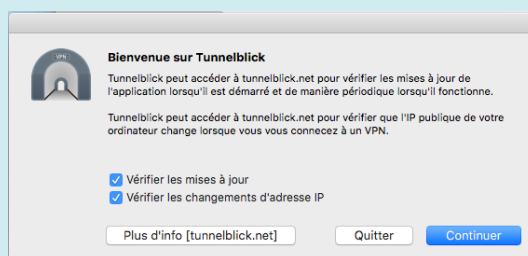 VPN
Bienvenue sur Tunnelblick
Tunnelblick peut accéder à tunnelblick.net pour vérifier les mises à jour de
l'application lorsqu'il est démarré et de manière périodique lorsqu'il fonctionne.
Tunnelblick peut accéder à tunnelblick.net pour vérifier que l'IP publique de votre
ordinateur change lorsque vous vous connecez à un VPN.
Vérifier les mises à jour
Vérifier les changements d'adresse IP
Plus d'info [tunnelblick.net]
Quitter
Continuer